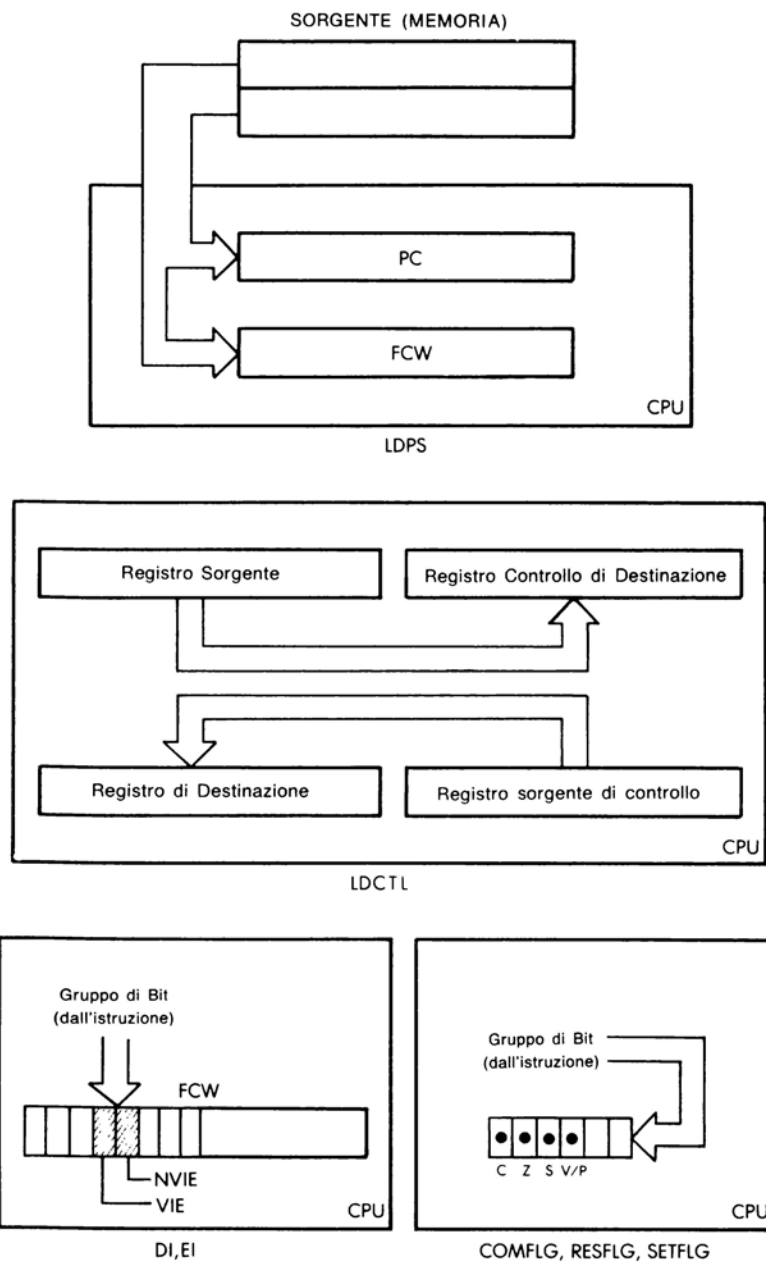 SORGENTE (MEMORIA)
PC
FCW
CPU
LDPS
Registro Sorgente
Registro Controllo di Destinazione
Registro di Destinazione
Registro sorgente di controllo
CPU
LDCTL
Gruppo di Bit
(dall'istruzione)
FCW
NVIE
VIE
CPU
DI,EI
Gruppo di Bit
(dall'istruzione)
C Z S V/P
CPU
COMFLG, RESFLG, SETFLG